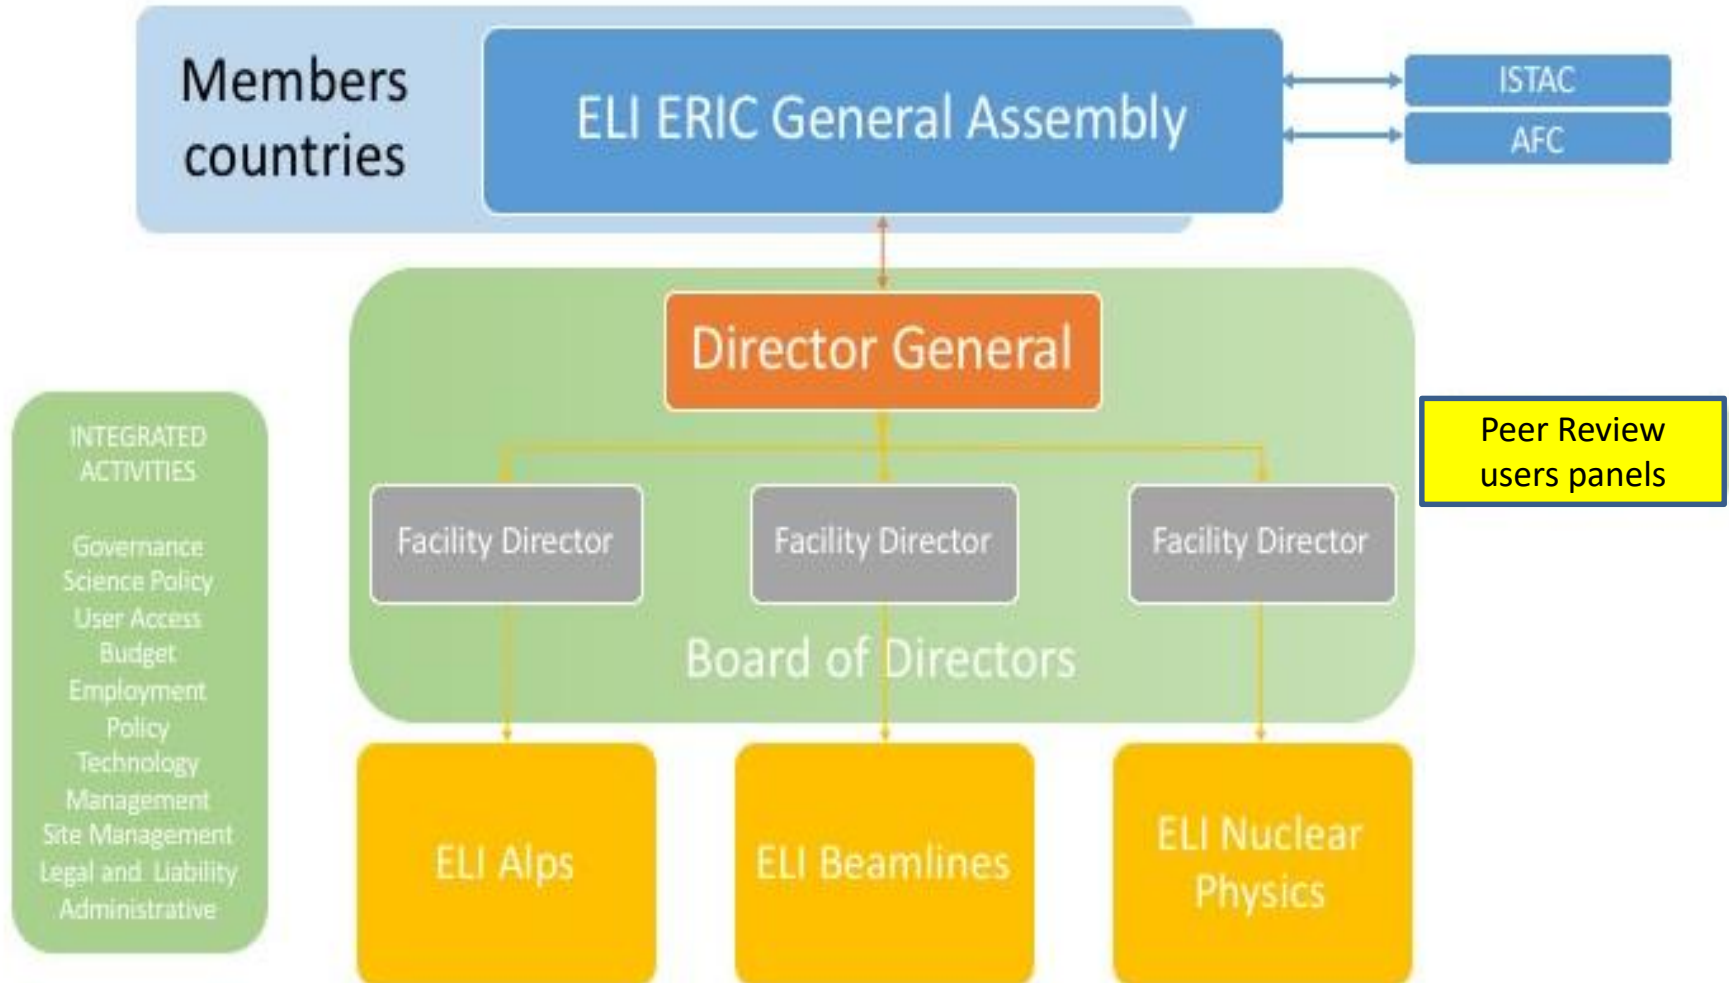 Members
countries
ELI ERIC General Assembly
ISTAC
AFC
Director General
Peer Review
users panels
INTEGRATED
ACTIVITIES
Governance
Science Policy
User Access
Budget
Employment
Policy
Technology
Management
Site Management
Legal and Liability
Administrative
Facility Director
Facility Director
Facility Director
Board of Directors
ELI Alps
ELI Beamlines
ELI Nuclear
Physics